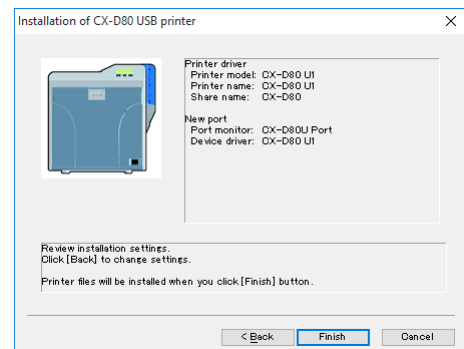 Installation of CX-D80 USB printer
Printer driver
Printer model: CX-D80 U1
Printer name: CX-D80 U1
Share name: CX-D80
New port
Port monitor: CX-D80U Port
Device driver: CX-D80 U1
Review installation settings.
Click [Back] to change settings.
Printer files will be installed when you click [Finish] button.
< Back Finish Cancel